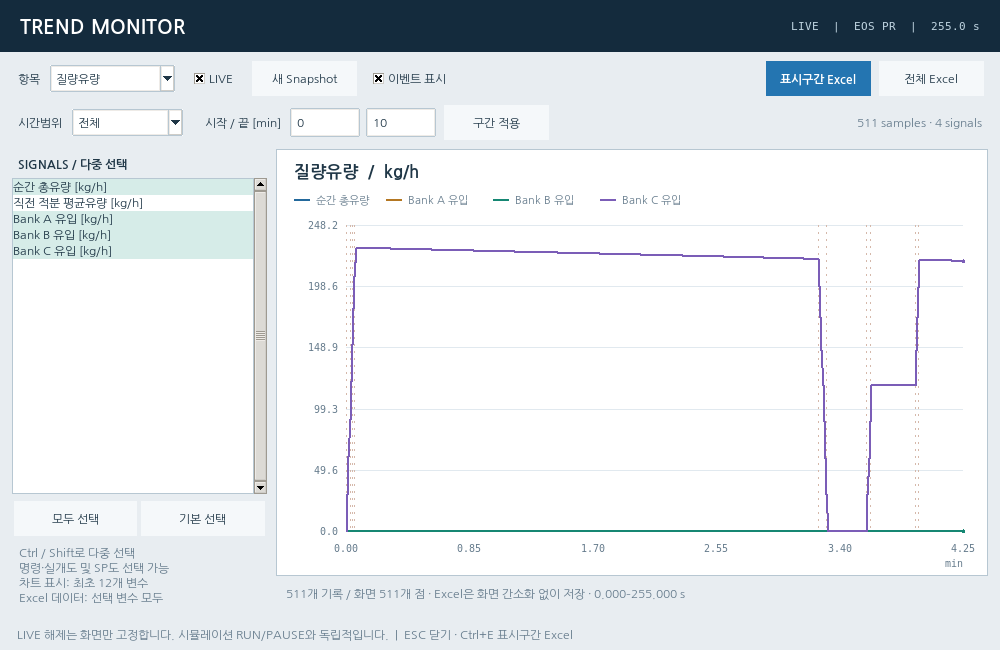 TREND MONITOR
LIVE | EOS PR | 255.0 s
항목 질량유량 LIVE 새 Snapshot 이벤트 표시 표시구간 Excel 전체 Excel
시간범위 전체 시작 / 끝 [min] 0 10 구간 적용 511 samples · 4 signals
SIGNALS / 다중 선택
순간 총유량 [kg/h]
직전 적분 평균유량 [kg/h]
Bank A 유입 [kg/h]
Bank B 유입 [kg/h]
Bank C 유입 [kg/h]
모두 선택 기본 선택
Ctrl / Shift로 다중 선택
명령·실개도 및 SP도 선택 가능
차트 표시: 최초 12개 변수
Excel 데이터: 선택 변수 모두
질량유량 / kg/h
순간 총유량 Bank A 유입 Bank B 유입 Bank C 유입
248.2
198.6
148.9
99.3
49.6
0.0
0.00 0.85 1.70 2.55 3.40 4.25
min
511개 기록 / 화면 511개 점 · Excel은 화면 간소화 없이 저장 · 0.000–255.000 s
LIVE 해제는 화면만 고정합니다. 시뮬레이션 RUN/PAUSE와 독립적입니다. | ESC 닫기 · Ctrl+E 표시구간 Excel